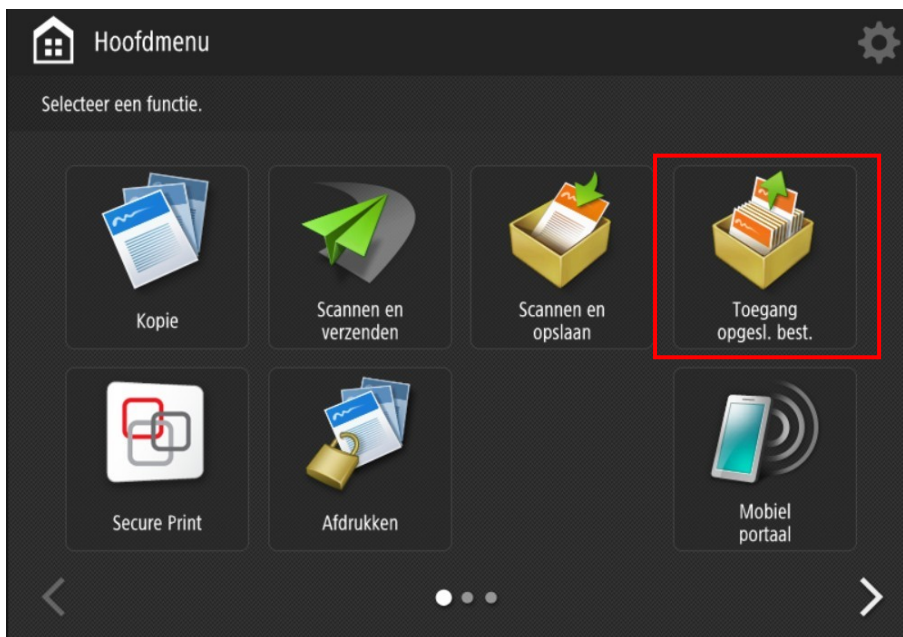 Hoofdmenu
Selecteer een functie.
Kopie
Scannen en
verzenden
Scannen en
opslaan
Toegang
opgesl. best.
Secure Print
Afdrukken
Mobiel
portaal